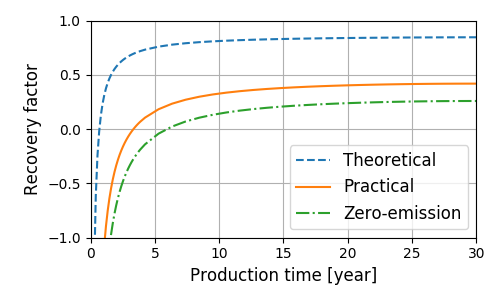 1.0
0.5
0.0
−0.5
−1.0
Recovery factor
Theoretical
Practical
Zero-emission
0 5 10 15 20 25 30
Production time [year]